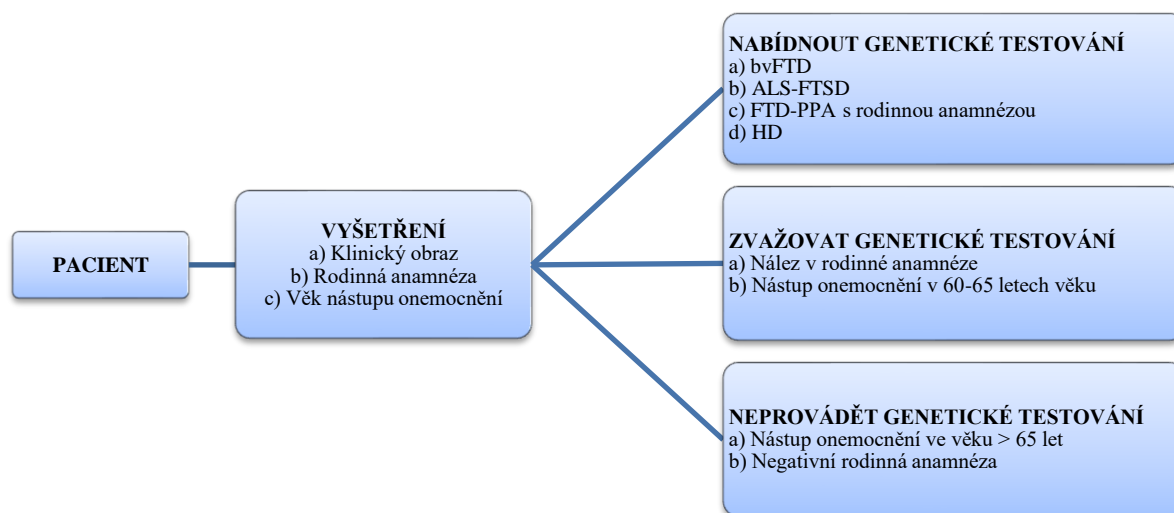 PACIENT
VYŠETŘENÍ
a) Klinický obraz
b) Rodinná anamnéza
c) Věk nástupu onemocnění
NABÍDNOUT GENETICKÉ TESTOVÁNÍ
a) bvFTD
b) ALS-FTSD
c) FTD-PPA s rodinnou anamnézou
d) HD
ZVAŽOVAT GENETICKÉ TESTOVÁNÍ
a) Nález v rodinné anamnéze
b) Nástup onemocnění v 60-65 letech věku
NEPROVÁDĚT GENETICKÉ TESTOVÁNÍ
a) Nástup onemocnění ve věku > 65 let
b) Negativní rodinná anamnéza